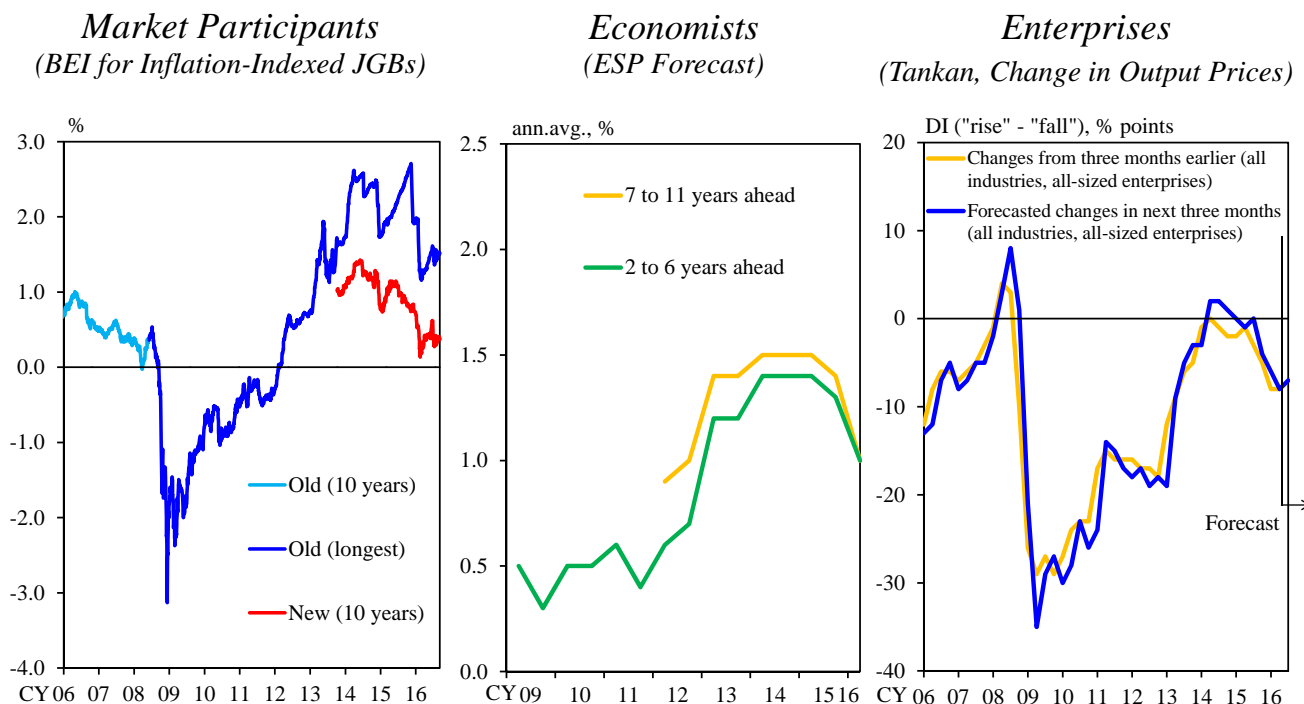 Market Participants
(BEI for Inflation-Indexed JGBs)
%
3.0
2.0
1.0
0.0
-1.0
-2.0
-3.0
-4.0
Old (10 years)
Old (longest)
New (10 years)
CY 06 07 08 09 10 11 12 13 14 15 16
Economists
(ESP Forecast)
ann.avg., %
2.5
2.0
1.5
1.0
0.5
0.0
7 to 11 years ahead
2 to 6 years ahead
CY 09 10 11 12 13 14 15 16
Enterprises
(Tankan, Change in Output Prices)
DI ("rise" - "fall"), % points
20
10
0
-10
-20
-30
-40
Changes from three months earlier (all
industries, all-sized enterprises)
Forecasted changes in next three months
(all industries, all-sized enterprises)
Forecast
CY 06 07 08 09 10 11 12 13 14 15 16